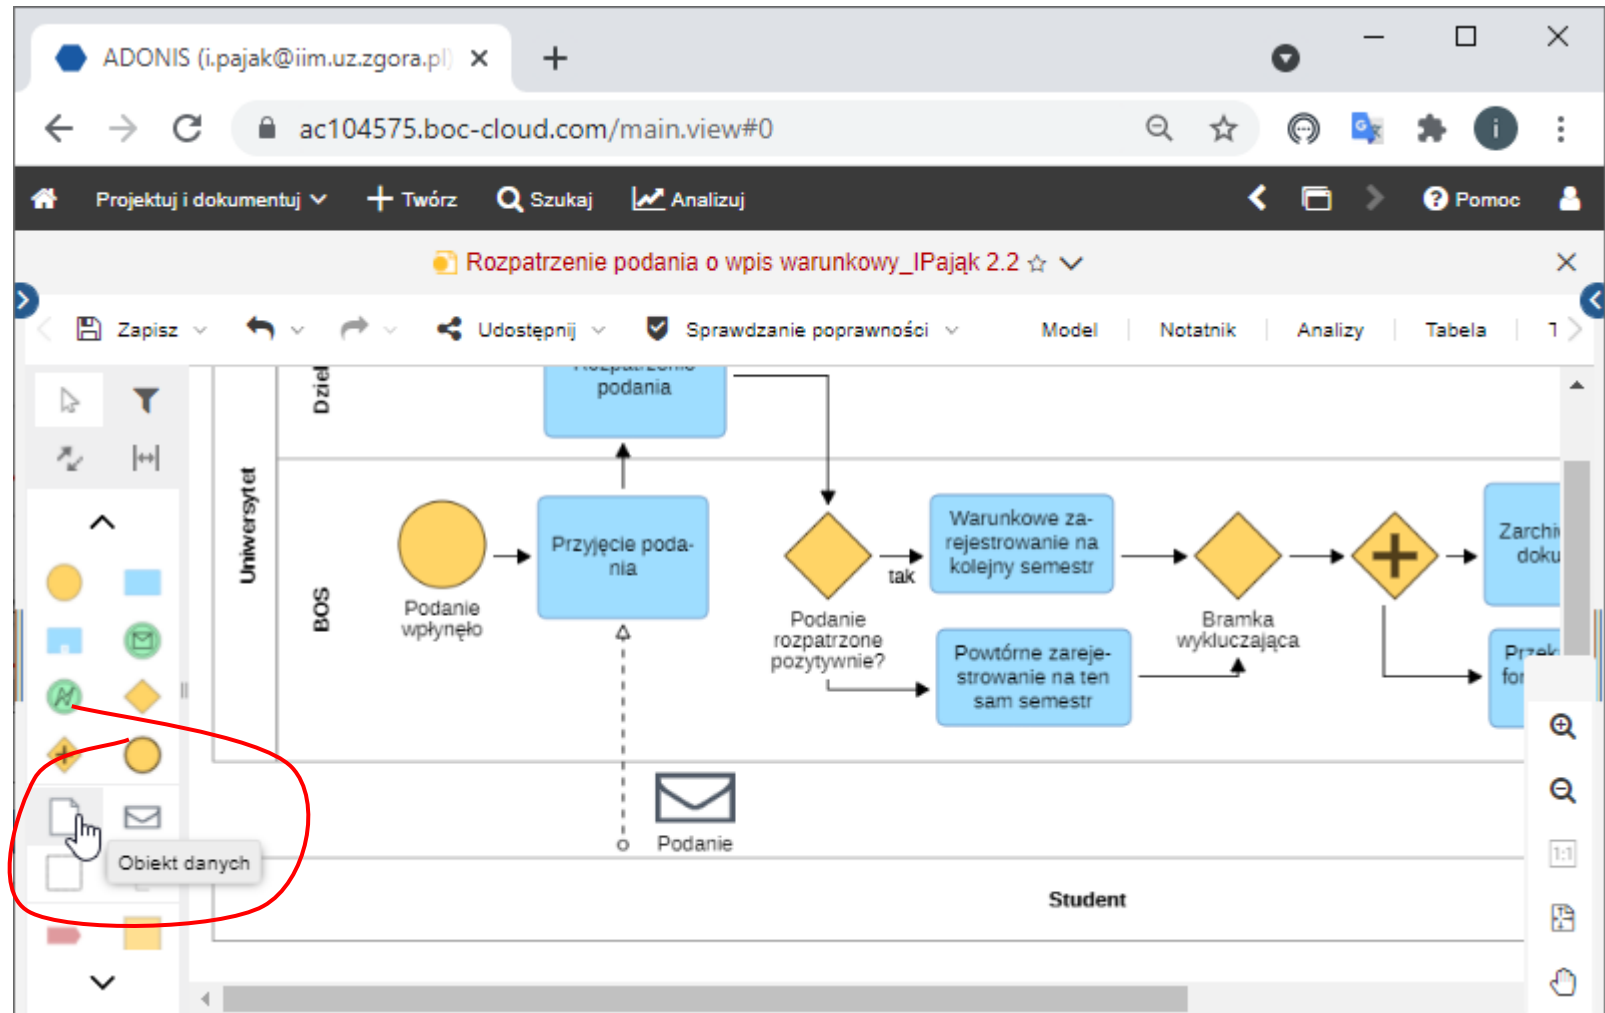 ADONIS (i.pajak@iim.uz.zgora.pl)
ac104575.boc-cloud.com/main.view#0
i
Projektuj i dokumentuj
Twórz
Szukaj
Analizuj
Pomoc
Rozpatrzenie podania o wpis warunkowy_IPająk 2.2
Zapisz
Udostępnij
Sprawdzanie poprawności
Model
Notatnik
Analizy
Tabela
podania
Uniwersytet
BOS
Podanie
wpłynęło
Przyjęcie poda-
nia
Podanie
rozpatrzone
pozytywnie?
tak
Warunkowe za-
rejestrowanie na
kolejny semestr
Powtórne zareje-
strowanie na ten
sam semestr
Bramka
wykluczająca
Podanie
Student
Obiekt danych
1:1